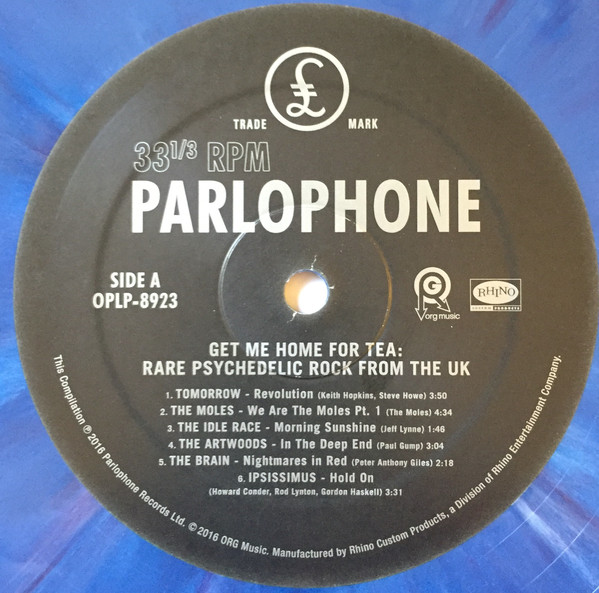 £
TRADE MARK
33 1/3 RPM
PARLOPHONE
SIDE A
OPLP-8923
org music
RHINO
CUSTOM PRODUCTS
GET ME HOME FOR TEA:
RARE PSYCHEDELIC ROCK FROM THE UK
1. TOMORROW - Revolution (Keith Hopkins, Steve Howe) 3:50
2. THE MOLES - We Are The Moles Pt. 1 (The Moles) 4:34
3. THE IDLE RACE - Morning Sunshine (Jeff Lynne) 1:46
4. THE ARTWOODS - In The Deep End (Paul Gump) 3:04
5. THE BRAIN - Nightmares in Red (Peter Anthony Giles) 2:18
6. IPSISSIMUS - Hold On
(Howard Conder, Rod Lynton, Gordon Haskell) 3:31
This Compilation ℗ 2016 Parlophone Records Ltd. © 2016 ORG Music. Manufactured by Rhino Custom Products, a Division of Rhino Entertainment Company.